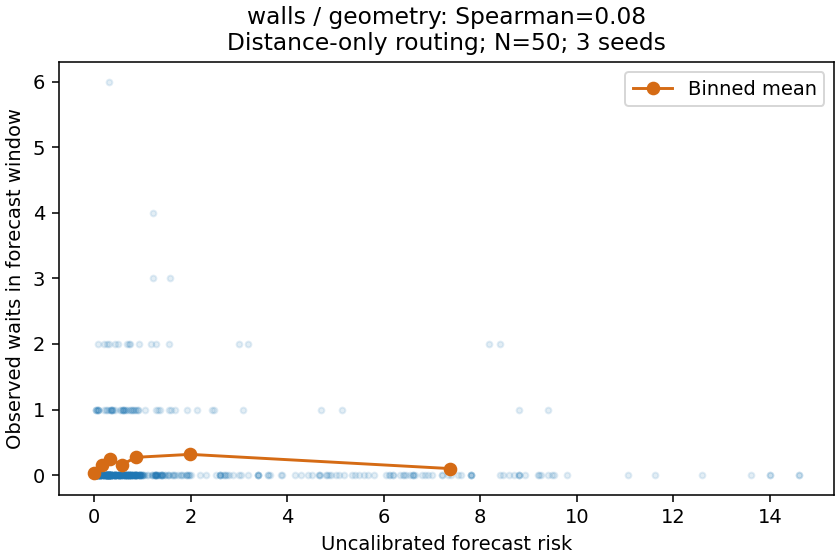 walls / geometry: Spearman=0.08
Distance-only routing; N=50; 3 seeds
Binned mean
Observed waits in forecast window
6
5
4
3
2
1
0
0 2 4 6 8 10 12 14
Uncalibrated forecast risk